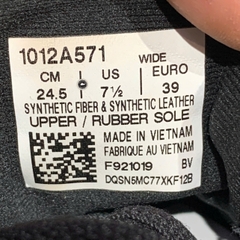 1012A571 WIDE
CM US EURO
24.5 7½ 39
SYNTHETIC FIBER & SYNTHETIC LEATHER
UPPER / RUBBER SOLE
MADE IN VIETNAM
FABRIQUE AU VIETNAM
F921019 BV
DQSN5MC77XKF12B